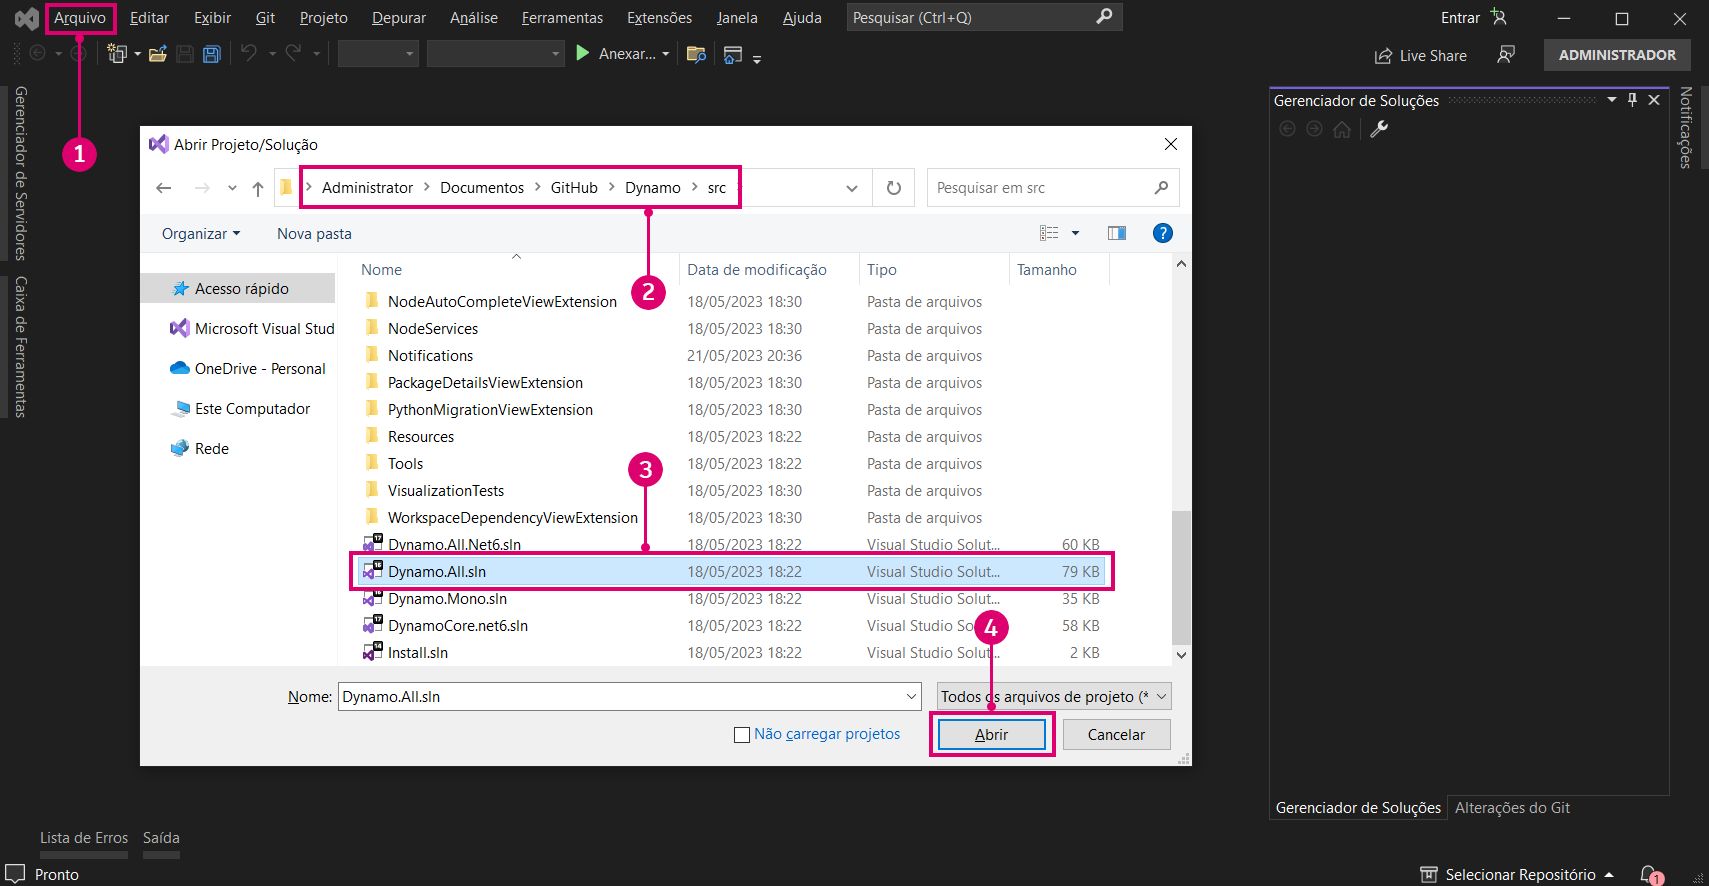 Arquivo Editar Exibir Git Projeto Depurar Análise Ferramentas Extensões Janela Ajuda Pesquisar (Ctrl+Q) Entrar
Anexar... Live Share ADMINISTRADOR
Gerenciador de Servidores
Caixa de Ferramentas
1
Abrir Projeto/Solução
Administrator Documentos GitHub Dynamo src Pesquisar em src
Organizar Nova pasta ?
2
Nome Data de modificação Tipo Tamanho
Acesso rápido
Microsoft Visual Stud
OneDrive - Personal
Este Computador
Rede
NodeAutoCompleteViewExtension 18/05/2023 18:30 Pasta de arquivos
NodeServices 18/05/2023 18:30 Pasta de arquivos
Notifications 21/05/2023 20:36 Pasta de arquivos
PackageDetailsViewExtension 18/05/2023 18:30 Pasta de arquivos
PythonMigrationViewExtension 18/05/2023 18:30 Pasta de arquivos
Resources 18/05/2023 18:22 Pasta de arquivos
Tools 18/05/2023 18:22 Pasta de arquivos
3
VisualizationTests 18/05/2023 18:30 Pasta de arquivos
WorkspaceDependencyViewExtension 18/05/2023 18:30 Pasta de arquivos
Dynamo.All.Net6.sln 18/05/2023 18:22 Visual Studio Solut... 60 KB
Dynamo.All.sln 18/05/2023 18:22 Visual Studio Solut... 79 KB
Dynamo.Mono.sln 18/05/2023 18:22 Visual Studio Solut... 35 KB
DynamoCore.net6.sln 18/05/2023 18:22 Visual Studio So 58 KB
4
Install.sln 18/05/2023 18:22 Visual Studio Solut... 2 KB
Nome: Dynamo.All.sln Todos os arquivos de projeto (*
Não carregar projetos Abrir Cancelar
Gerenciador de Soluções
Notificações
Gerenciador de Soluções Alterações do Git
Lista de Erros Saída
Pronto Selecionar Repositório 1